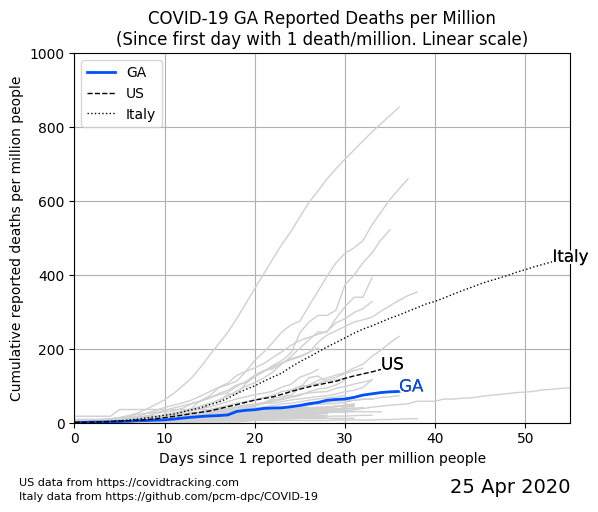 COVID-19 GA Reported Deaths per Million
(Since first day with 1 death/million. Linear scale)
Cumulative reported deaths per million people
1000
800
600
400
200
0
GA
US
Italy
Italy
US
GA
0 10 20 30 40 50
Days since 1 reported death per million people
US data from https://covidtracking.com
Italy data from https://github.com/pcm-dpc/COVID-19
25 Apr 2020